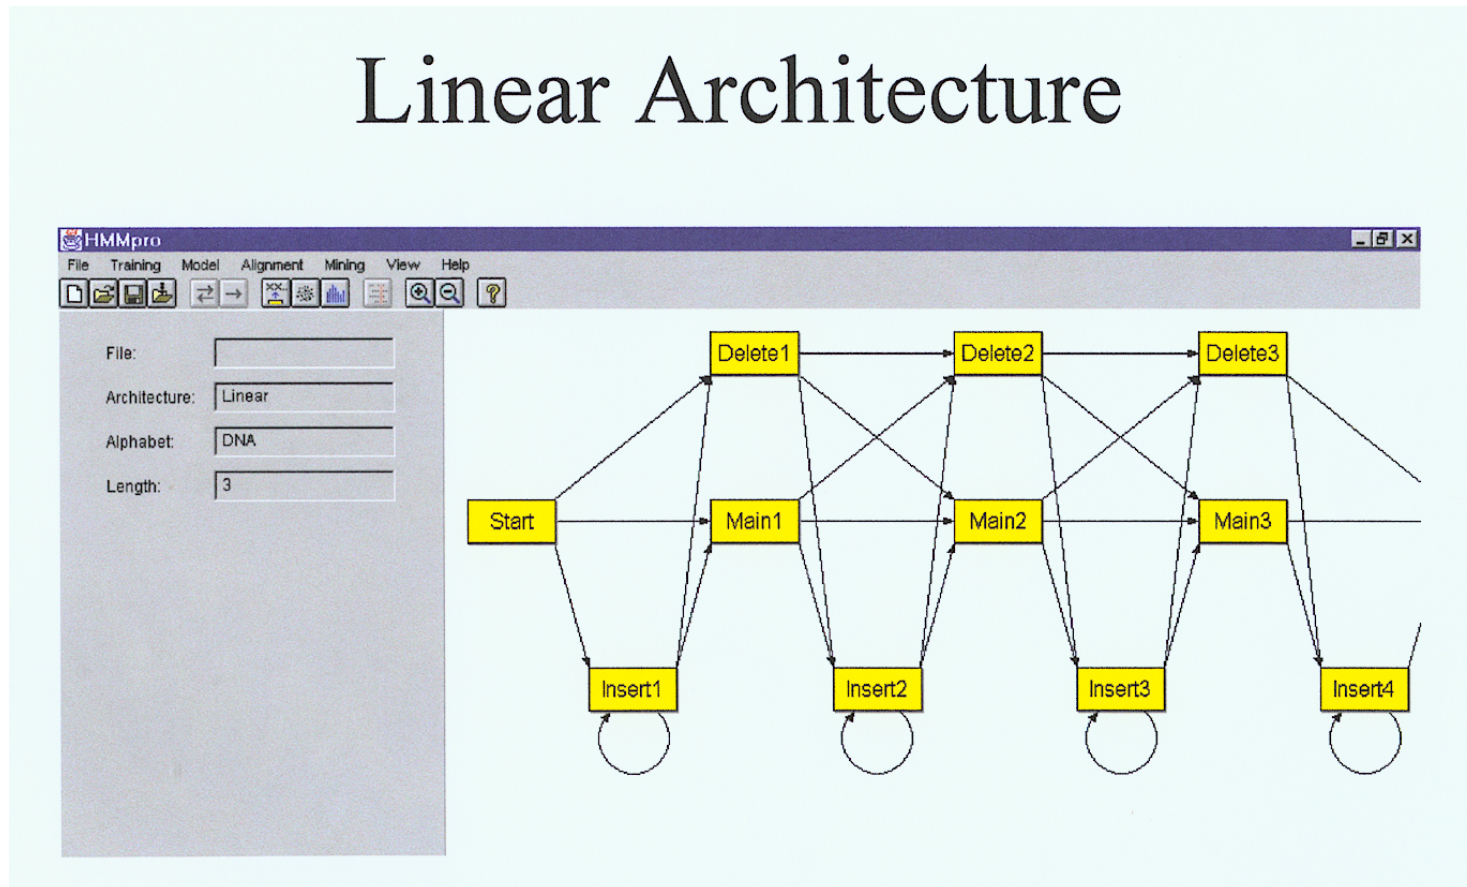 Linear Architecture
HMMpro
File Training Model Alignment Mining View Help
XX..
File:
Architecture: Linear
Alphabet: DNA
Length: 3
Delete1 Delete2 Delete3
Start Main1 Main2 Main3
Insert1 Insert2 Insert3 Insert4